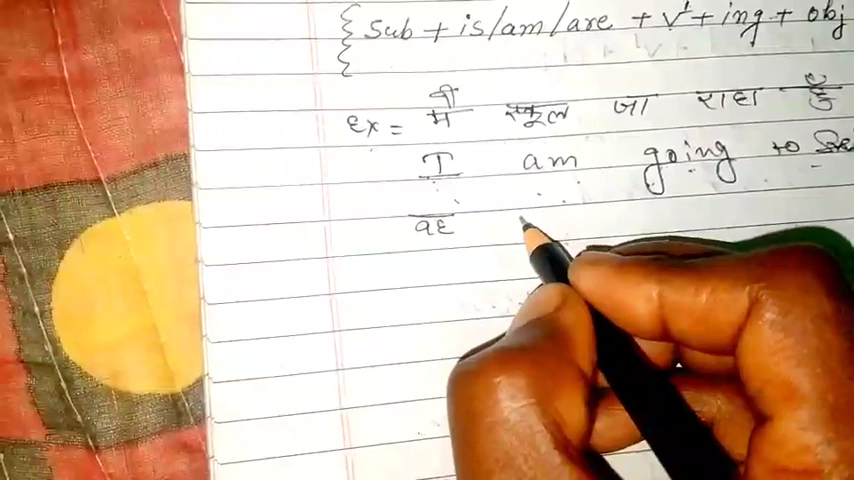 Sub + is/am/are + v¹ + ing + obj
Ex = मैं स्कूल जा रहा हूँ
I am going to
वह